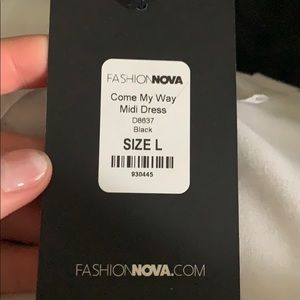 FASHIONNOVA
Come My Way
Midi Dress
D8637
Black
SIZE L
930445
FASHIONNOVA.COM